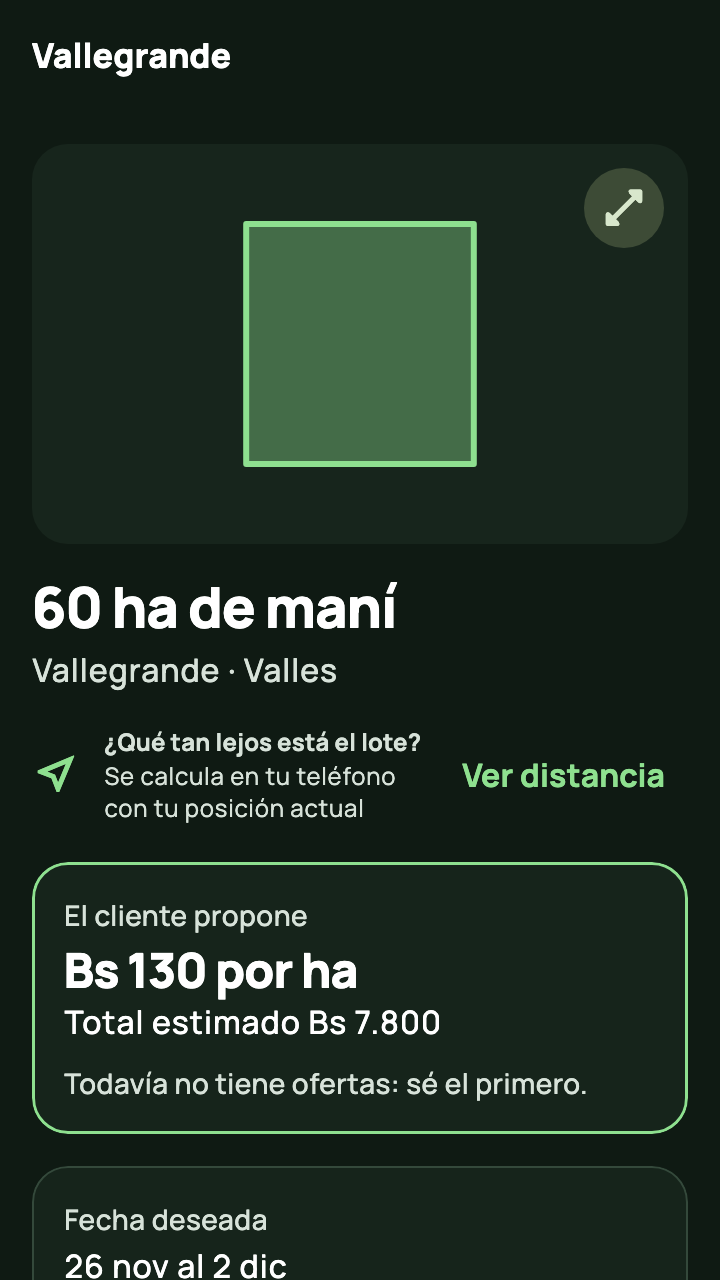 Vallegrande
60 ha de maní
Vallegrande · Valles
¿Qué tan lejos está el lote?
Se calcula en tu teléfono
con tu posición actual
Ver distancia
El cliente propone
Bs 130 por ha
Total estimado Bs 7.800
Todavía no tiene ofertas: sé el primero.
Fecha deseada
26 nov al 2 dic